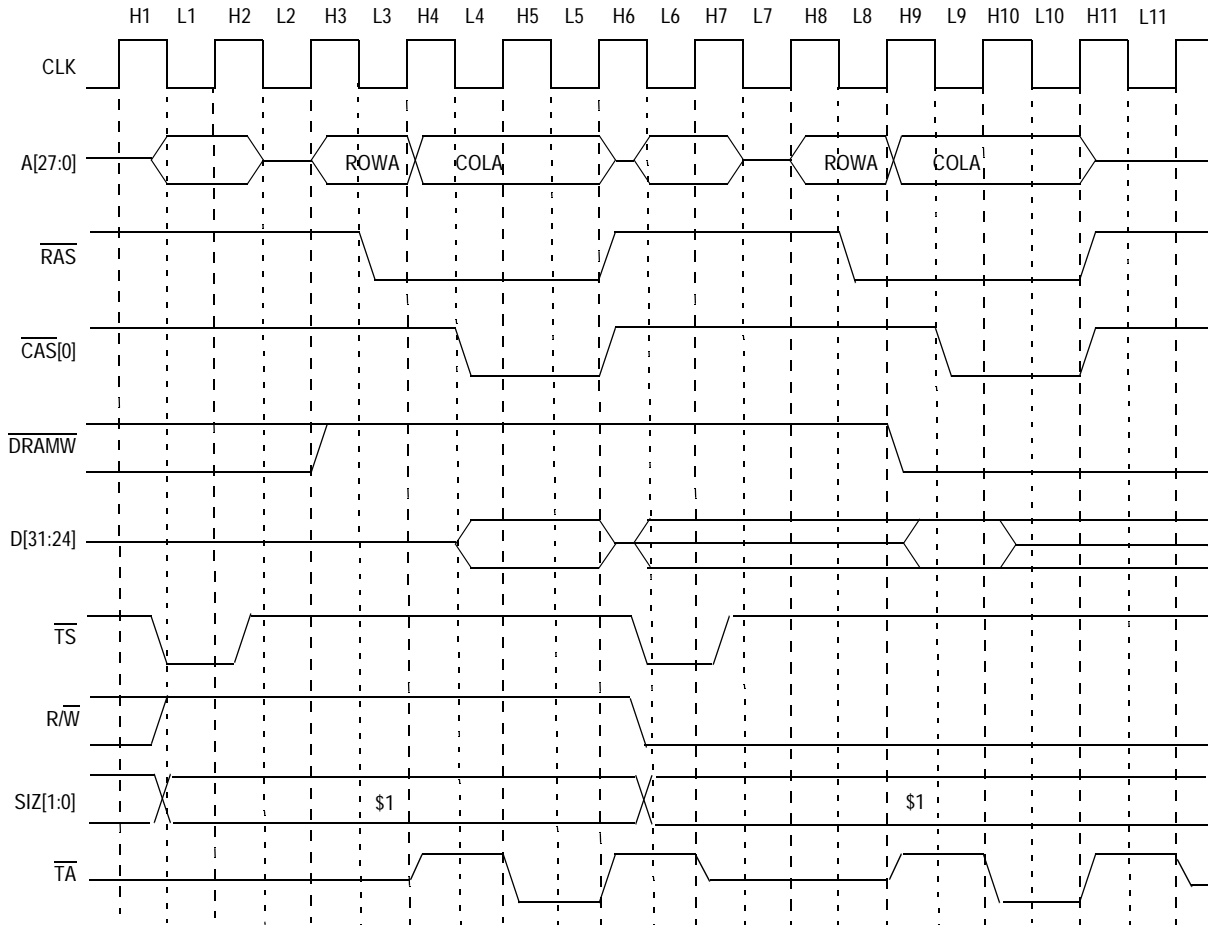 H1 L1 H2 L2 H3 L3 H4 L4 H5 L5 H6 L6 H7 L7 H8 L8 H9 L9 H10 L10 H11 L11
CLK
A[27:0] ROWA COLA ROWA COLA
RAS
CAS[0]
DRAMW
D[31:24]
TS
R/W
SIZ[1:0] $1 $1
TA